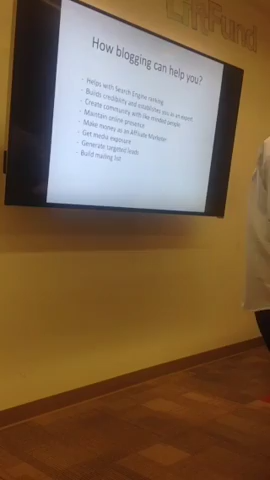 LiftFund
How blogging can help you?
- Helps with Search Engine ranking
- Builds credibility and establishes you as an expert
- Create community with like minded people
- Maintain online presence
- Make money as an Affiliate Marketer
- Get media exposure
- Generate targeted leads
- Build mailing list